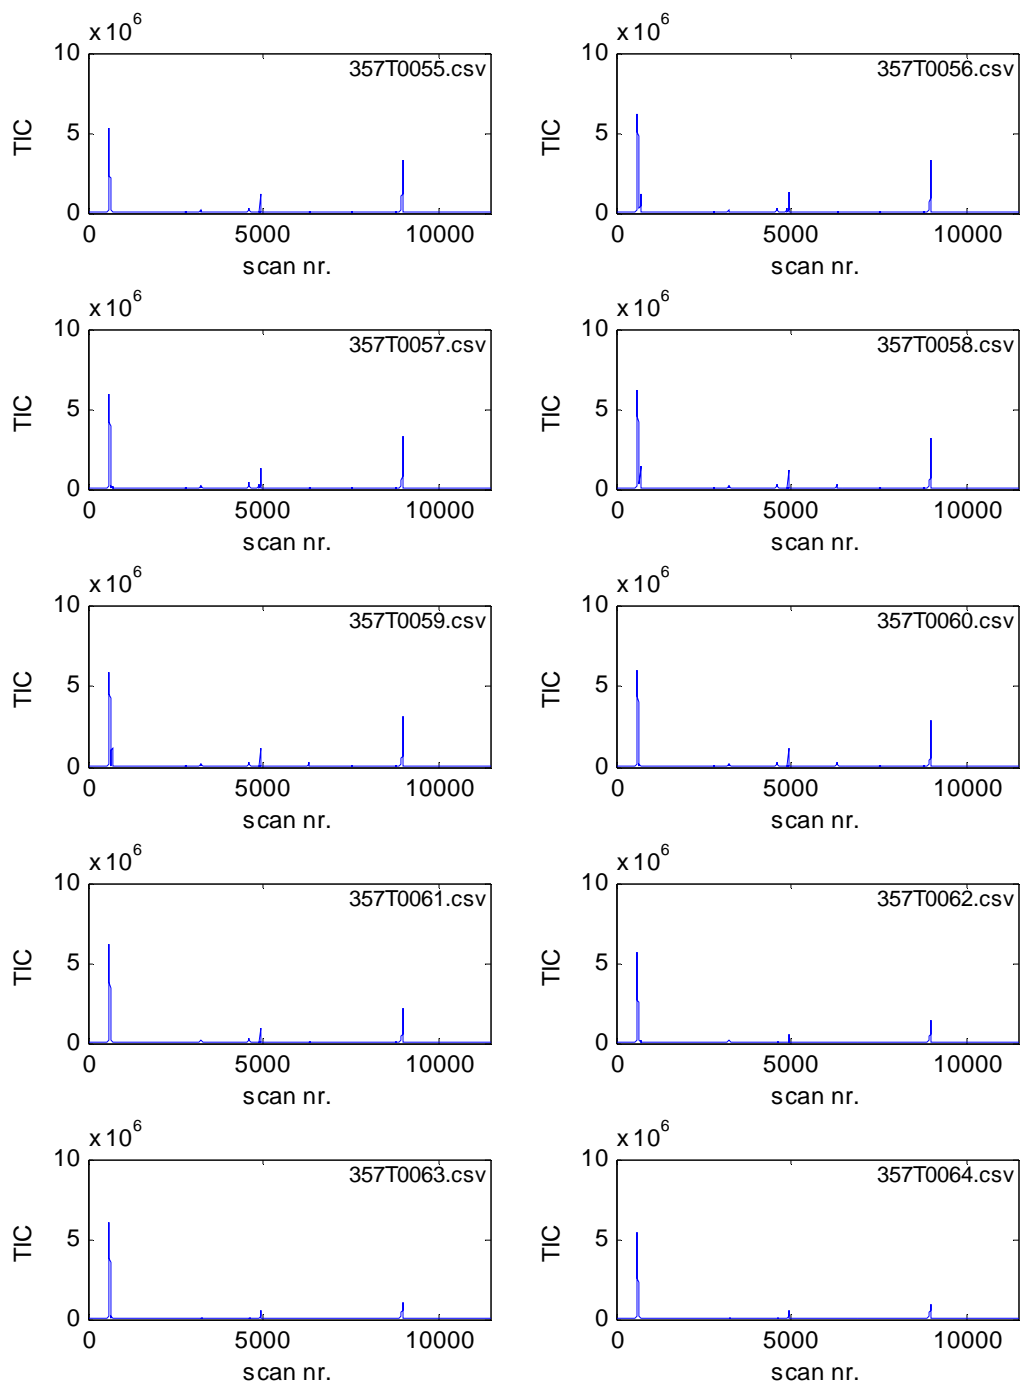 x 10^6
10
5
0
TIC
357T0055.csv
0 5000 10000
scan nr.
x 10^6
10
5
0
TIC
357T0056.csv
0 5000 10000
scan nr.
x 10^6
10
5
0
TIC
357T0057.csv
0 5000 10000
scan nr.
x 10^6
10
5
0
TIC
357T0058.csv
0 5000 10000
scan nr.
x 10^6
10
5
0
TIC
357T0059.csv
0 5000 10000
scan nr.
x 10^6
10
5
0
TIC
357T0060.csv
0 5000 10000
scan nr.
x 10^6
10
5
0
TIC
357T0061.csv
0 5000 10000
scan nr.
x 10^6
10
5
0
TIC
357T0062.csv
0 5000 10000
scan nr.
x 10^6
10
5
0
TIC
357T0063.csv
0 5000 10000
scan nr.
x 10^6
10
5
0
TIC
357T0064.csv
0 5000 10000
scan nr.